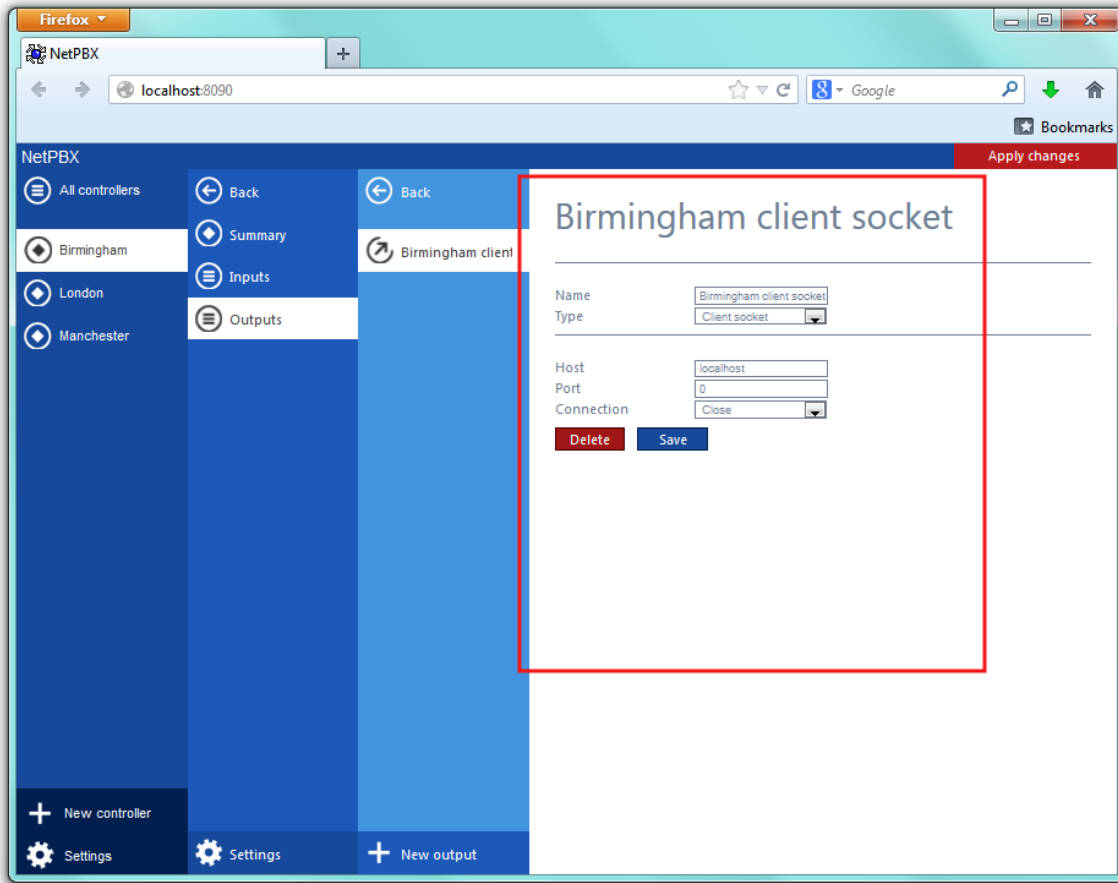 Firefox
NetPBX
localhost:8090
Google
Bookmarks
NetPBX
Apply changes
All controllers
Birmingham
London
Manchester
New controller
Settings
Back
Summary
Inputs
Outputs
Settings
Back
Birmingham client
New output
Birmingham client socket
Name Birmingham client socket
Type Client socket
Host localhost
Port 0
Connection Close
Delete Save